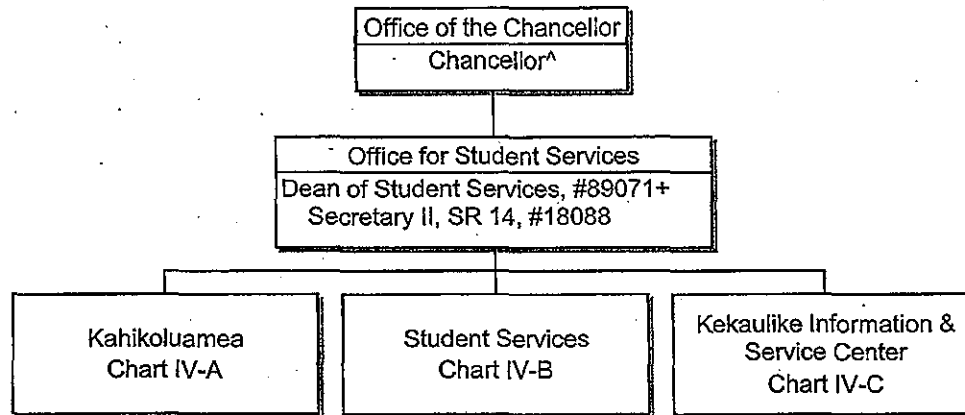 Office of the Chancellor
Chancellor^
Office for Student Services
Dean of Student Services, #89071+
Secretary II, SR 14, #18088
Kahikoluamea
Chart IV-A
Student Services
Chart IV-B
Kekaulike Information &
Service Center
Chart IV-C